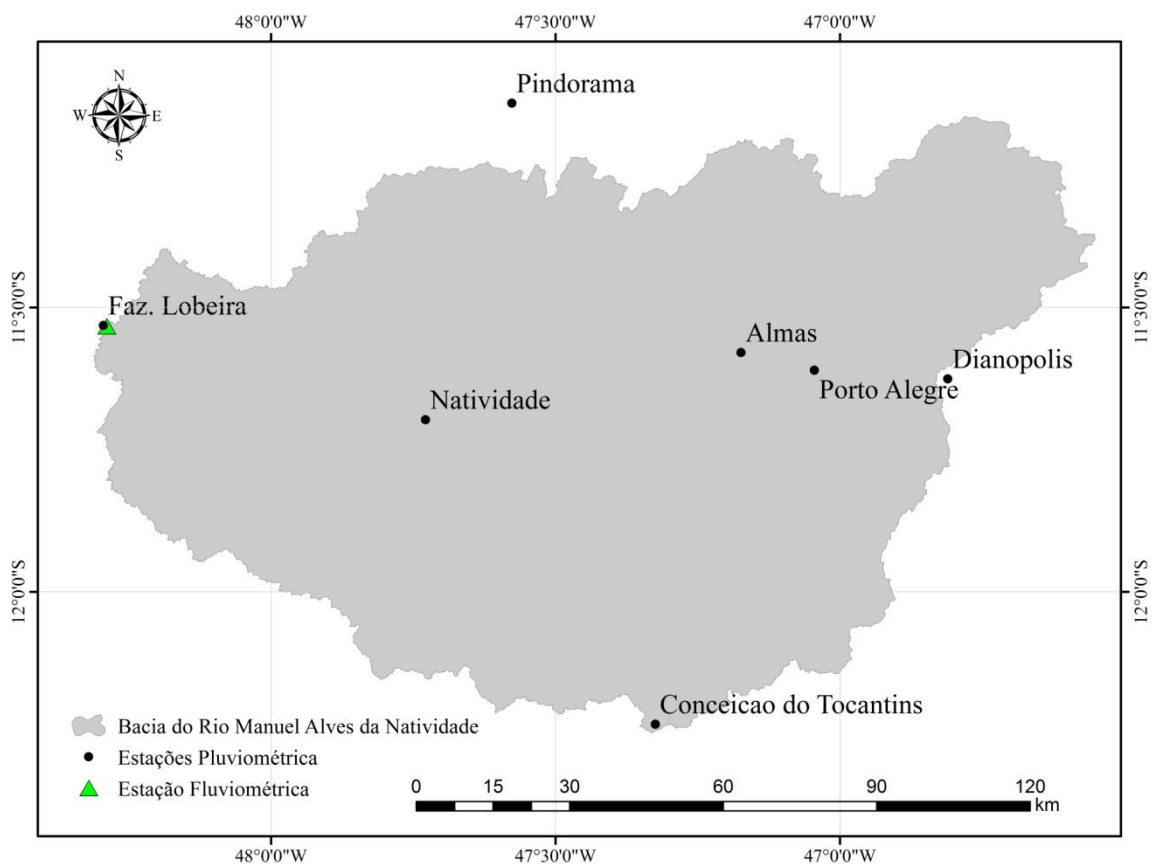 48°0'0"W 47°30'0"W 47°0'0"W
N
W E
S
Pindorama
11°30'0"S
11°30'0"S
Faz. Lobeira
Almas
Dianopolis
Porto Alegre
Natividade
12°0'0"S
12°0'0"S
Conceicao do Tocantins
Bacia do Rio Manuel Alves da Natividade
Estações Pluviométrica
Estação Fluviométrica
0 15 30 60 90 120
km
48°0'0"W 47°30'0"W 47°0'0"W